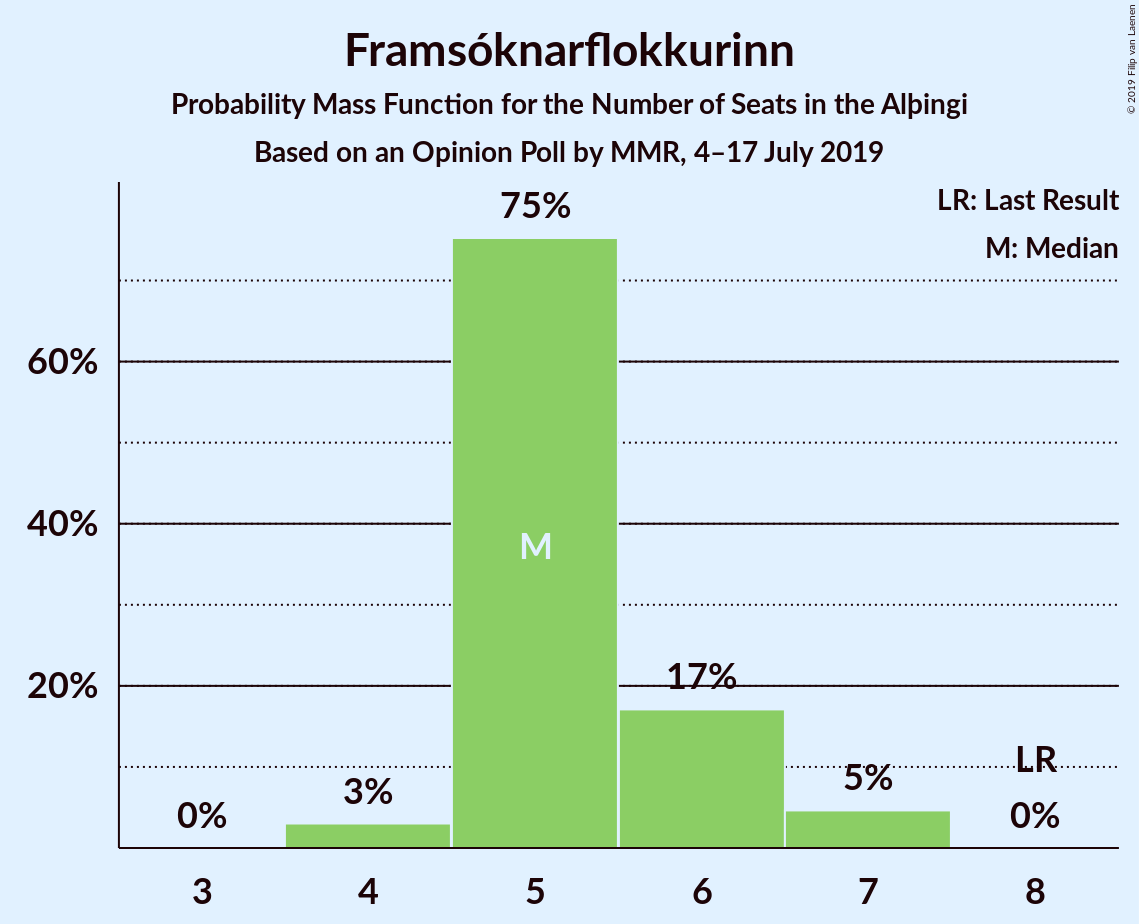 Framsóknarflokkurinn
Probability Mass Function for the Number of Seats in the Alþingi
Based on an Opinion Poll by MMR, 4–17 July 2019
© 2019 Filip van Laenen
LR: Last Result
M: Median
75%
60%
40%
M
20%
17%
LR
5%
3%
0%
0%
3 4 5 6 7 8